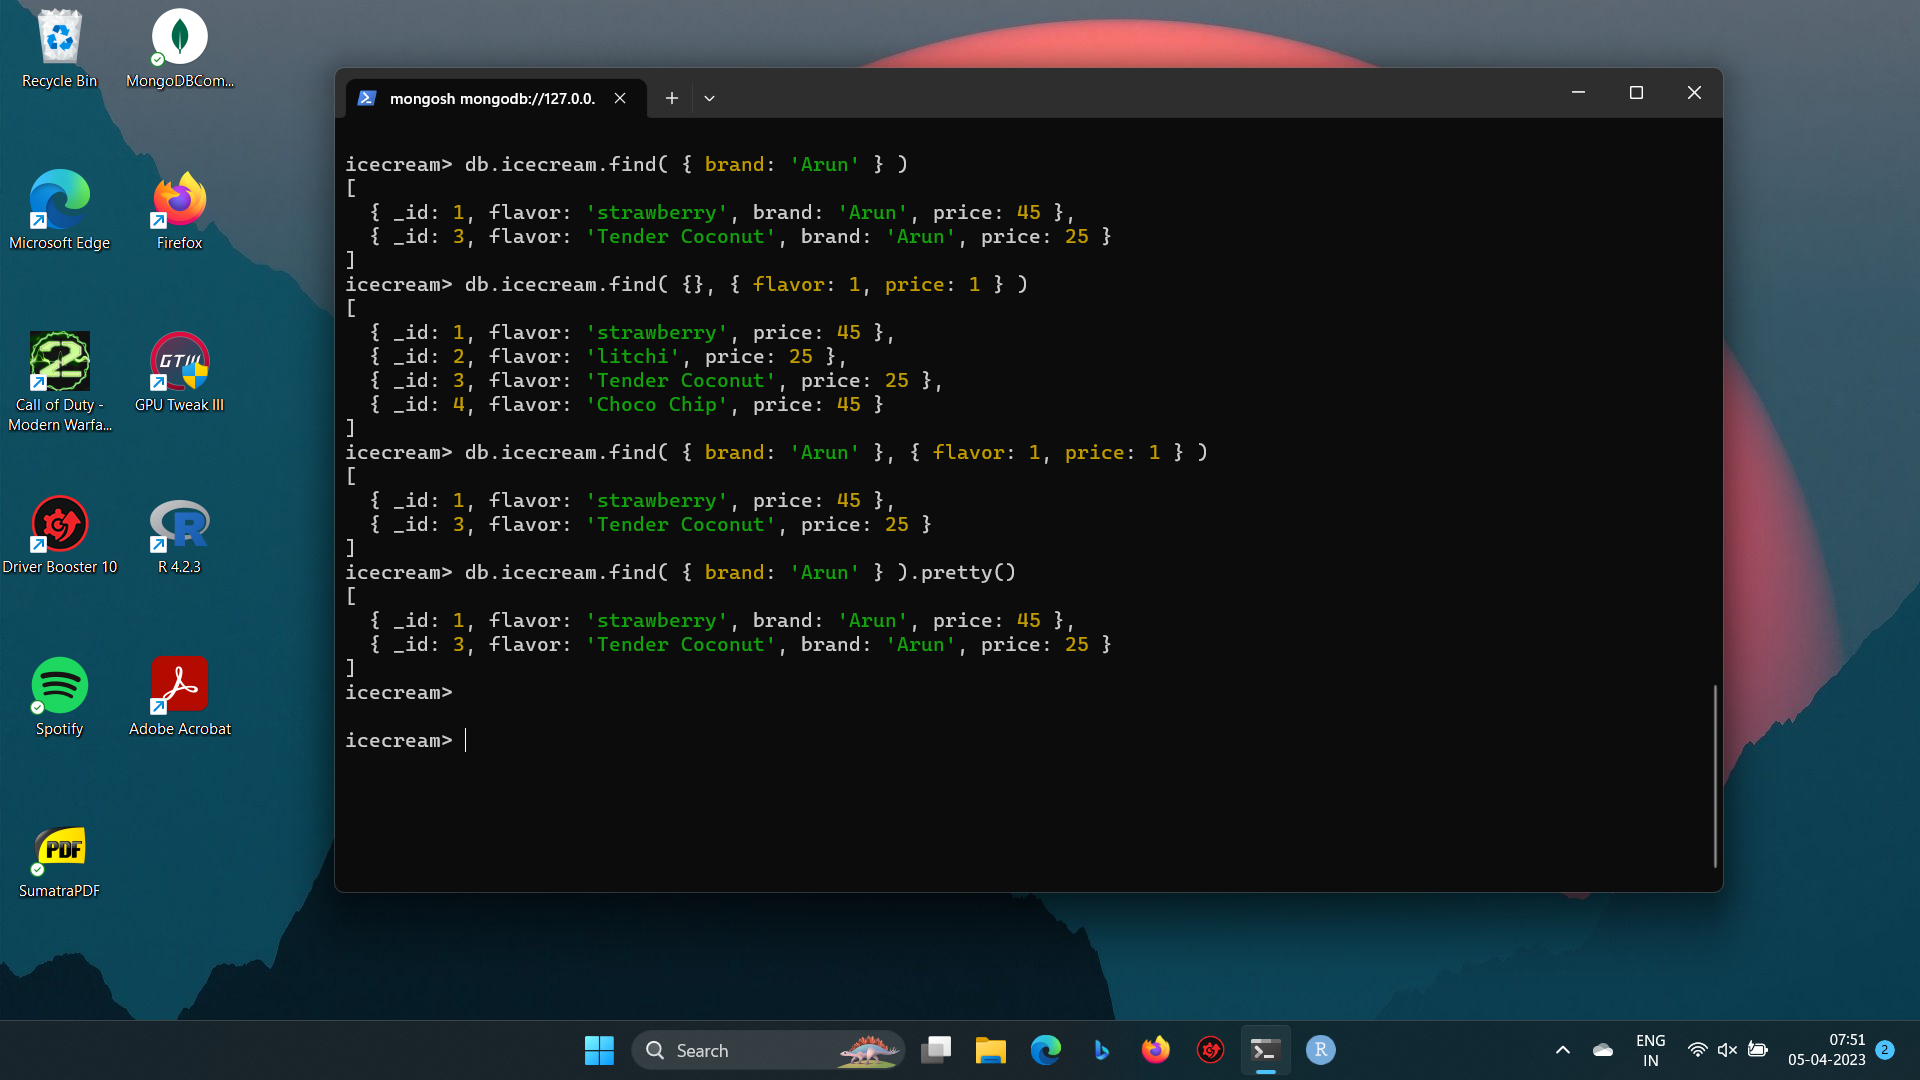 Recycle Bin
MongoDBCom...
Microsoft Edge
Firefox
Call of Duty -
Modern Warfa...
GTIII
GPU Tweak III
Driver Booster 10
R
R 4.2.3
Spotify
Adobe Acrobat
PDF
SumatraPDF
mongosh mongodb://127.0.0.
icecream> db.icecream.find( { brand: 'Arun' } )
[
  { _id: 1, flavor: 'strawberry', brand: 'Arun', price: 45 },
  { _id: 3, flavor: 'Tender Coconut', brand: 'Arun', price: 25 }
]
icecream> db.icecream.find( {}, { flavor: 1, price: 1 } )
[
  { _id: 1, flavor: 'strawberry', price: 45 },
  { _id: 2, flavor: 'litchi', price: 25 },
  { _id: 3, flavor: 'Tender Coconut', price: 25 },
  { _id: 4, flavor: 'Choco Chip', price: 45 }
]
icecream> db.icecream.find( { brand: 'Arun' }, { flavor: 1, price: 1 } )
[
  { _id: 1, flavor: 'strawberry', price: 45 },
  { _id: 3, flavor: 'Tender Coconut', price: 25 }
]
icecream> db.icecream.find( { brand: 'Arun' } ).pretty()
[
  { _id: 1, flavor: 'strawberry', brand: 'Arun', price: 45 },
  { _id: 3, flavor: 'Tender Coconut', brand: 'Arun', price: 25 }
]
icecream>
icecream>
Search
R
ENG
IN
07:51
05-04-2023
2